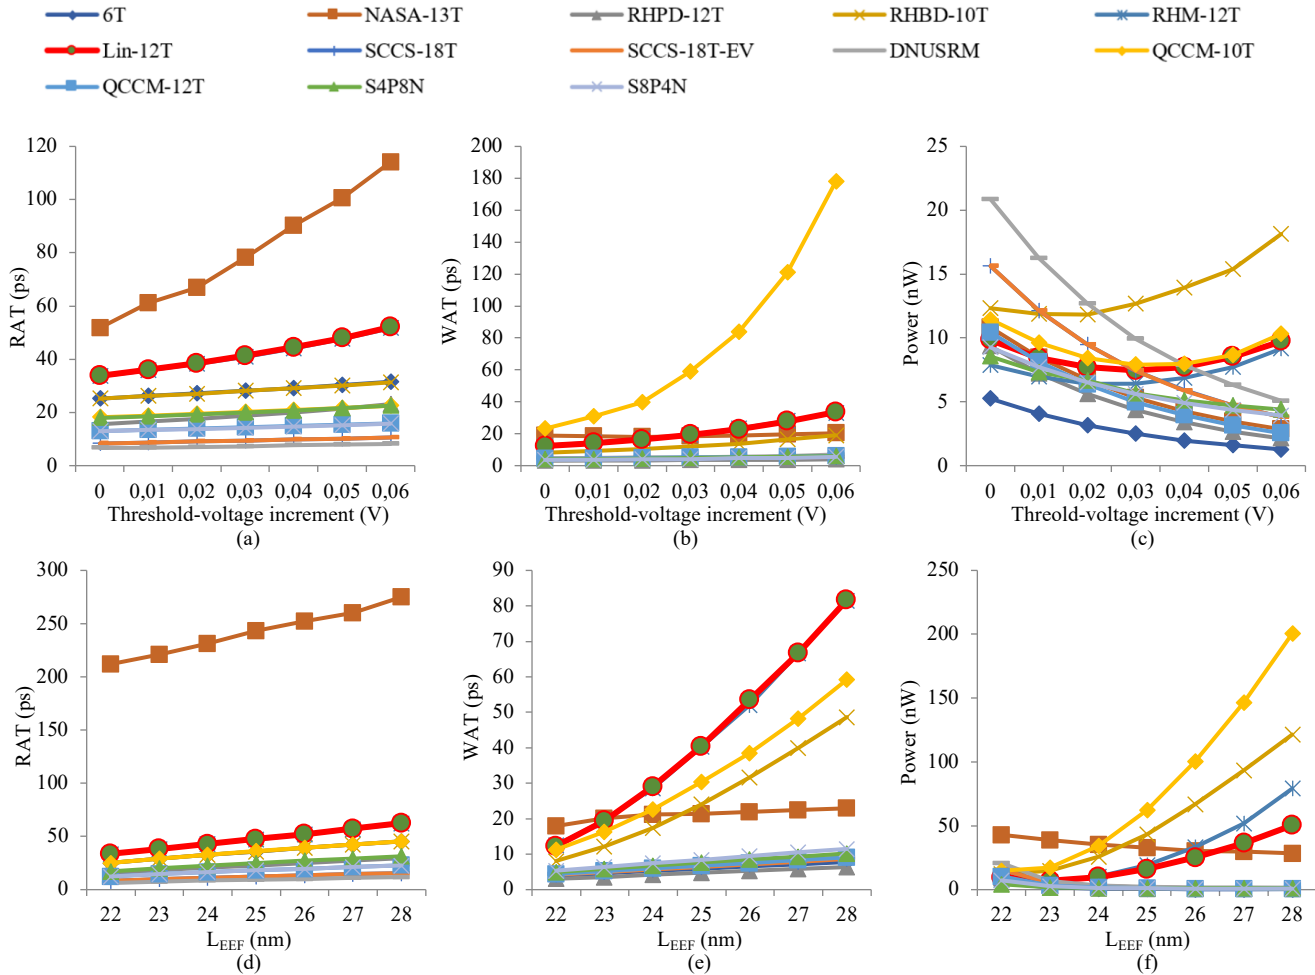 6T NASA-13T RHPD-12T RHBD-10T RHM-12T
Lin-12T SCCS-18T SCCS-18T-EV DNUSRM QCCM-10T
QCCM-12T S4P8N S8P4N
120
100
80
60
40
20
0
RAT (ps)
0 0,01 0,02 0,03 0,04 0,05 0,06
Threshold-voltage increment (V)
(a)
200
180
160
140
120
100
80
60
40
20
0
WAT (ps)
0 0,01 0,02 0,03 0,04 0,05 0,06
Threshold-voltage increment (V)
(b)
25
20
15
10
5
0
Power (nW)
0 0,01 0,02 0,03 0,04 0,05 0,06
Threold-voltage increment (V)
(c)
300
250
200
150
100
50
0
RAT (ps)
22 23 24 25 26 27 28
LEEF (nm)
(d)
90
80
70
60
50
40
30
20
10
0
WAT (ps)
22 23 24 25 26 27 28
LEEF (nm)
(e)
250
200
150
100
50
0
Power (nW)
22 23 24 25 26 27 28
LEEF (nm)
(f)